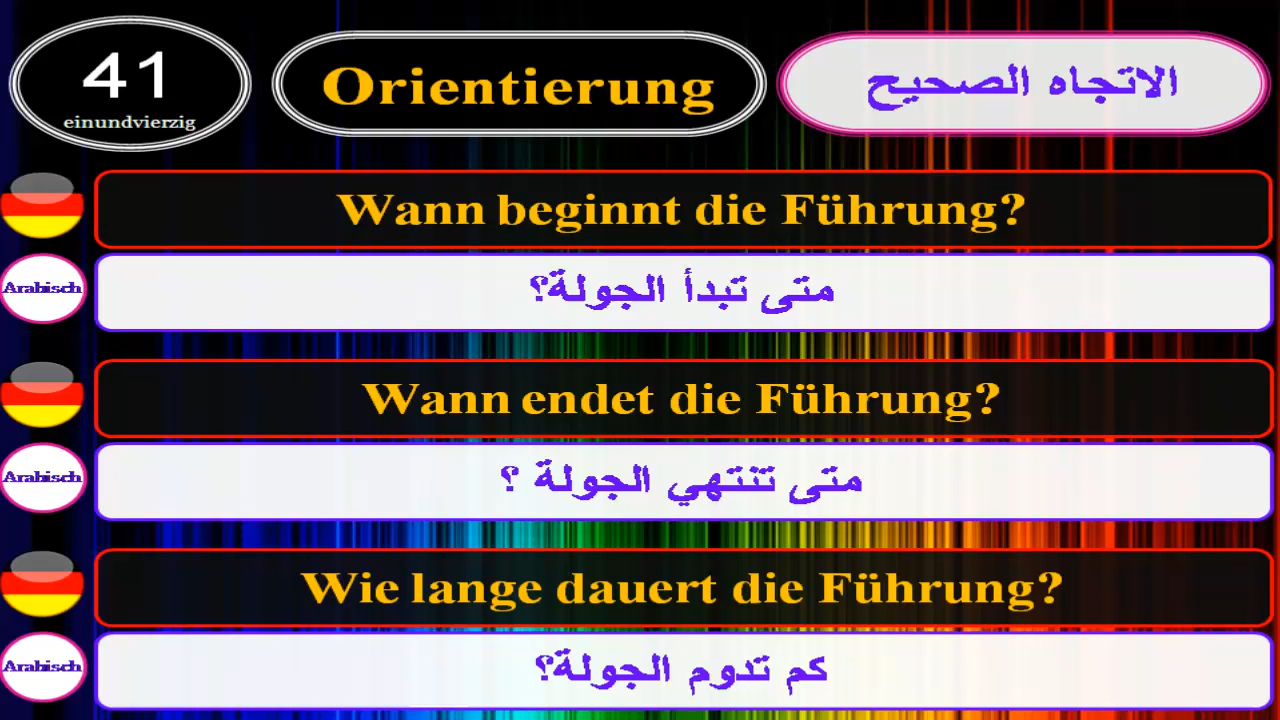 41
einundvierzig
Orientierung
الاتجاه الصحيح
Wann beginnt die Führung?
Arabisch
متى تبدأ الجولة؟
Wann endet die Führung?
Arabisch
متى تنتهي الجولة ؟
Wie lange dauert die Führung?
Arabisch
كم تدوم الجولة؟